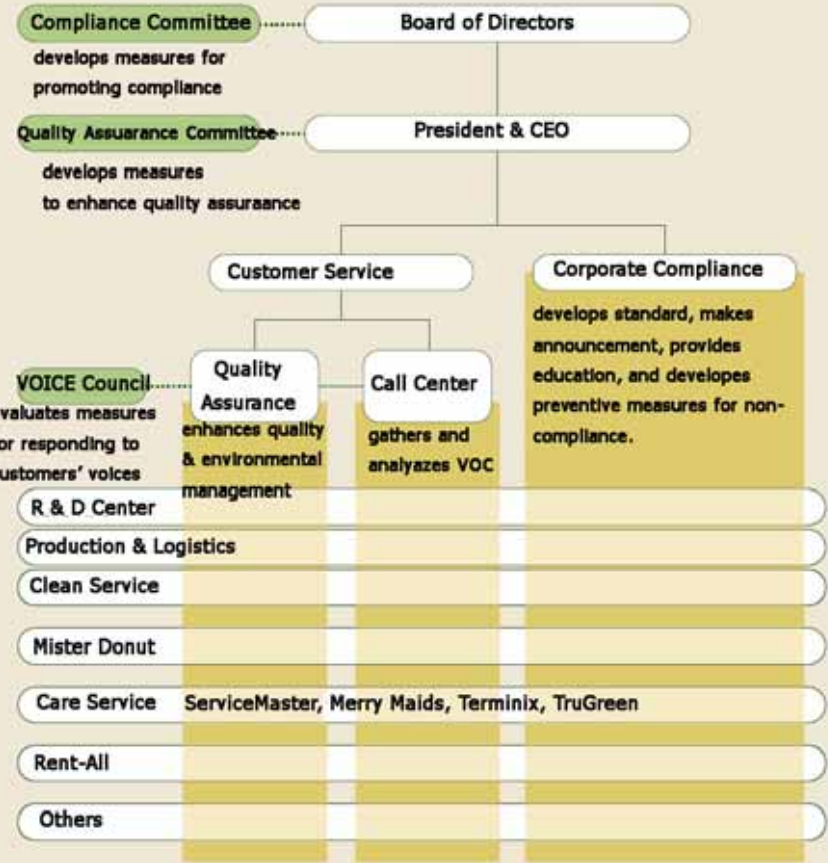 Compliance Committee
Board of Directors
develops measures for
promoting compliance
Quality Assuarance Committee
President & CEO
develops measures
to enhance quality assuraance
Customer Service
Corporate Compliance
develops standard, makes
announcement, provides
education, and developes
preventive measures for non-
compliance.
VOICE Council
valuates measures
or responding to
ustomers' voices
Quality
Assurance
enhances quality
& environmental
management
Call Center
gathers and
analyazes VOC
R & D Center
Production & Logistics
Clean Service
Mister Donut
Care Service ServiceMaster, Merry Maids, Terminix, TruGreen
Rent-All
Others